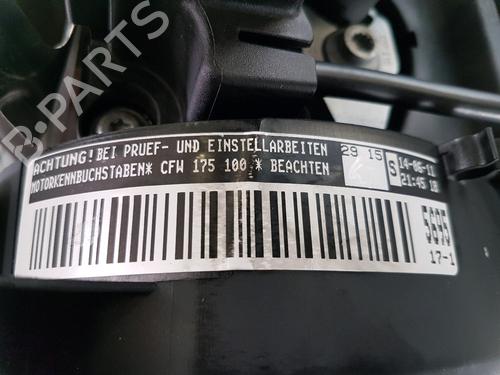 ACHTUNG! BEI PRUEF- UND EINSTELLARBEITEN
MOTORKENNBUCHSTABEN* CFW 175 100 * BEACHTEN
29 15
S
14-06-11
21:45 18
5695
17-1
B-PARTS